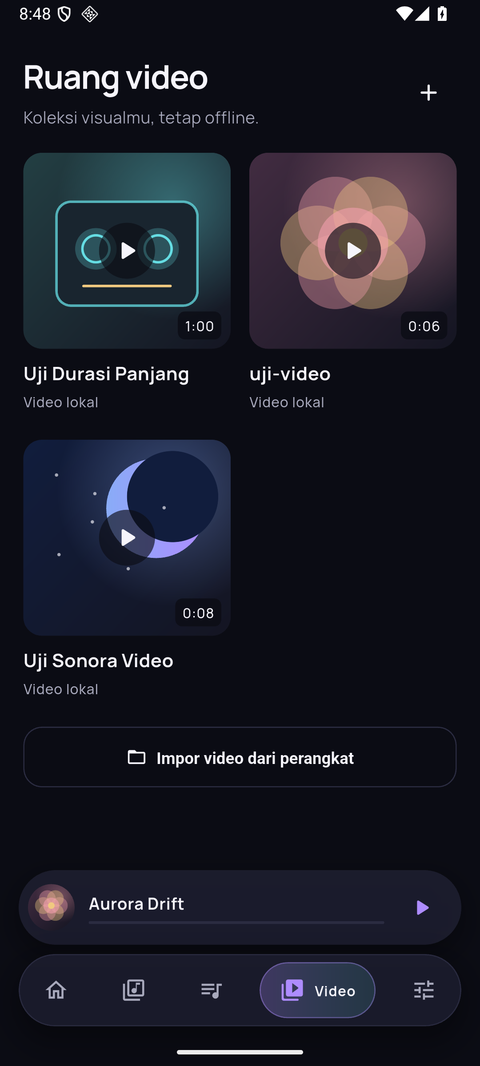 8:48
Ruang video
Koleksi visualmu, tetap offline.
1:00
0:06
Uji Durasi Panjang
uji-video
Video lokal
Video lokal
0:08
Uji Sonora Video
Video lokal
Impor video dari perangkat
Aurora Drift
Video